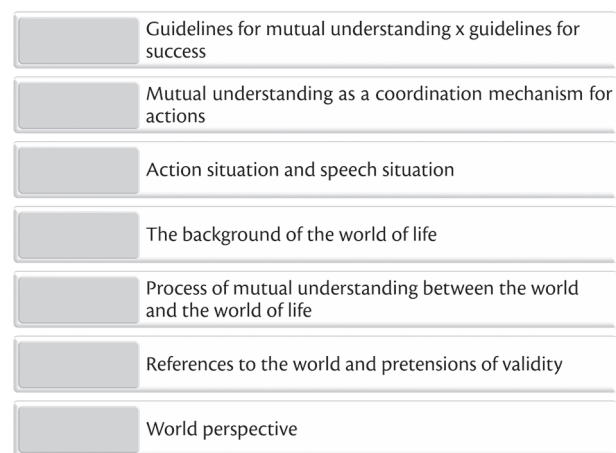 Guidelines for mutual understanding x guidelines for
success
Mutual understanding as a coordination mechanism for
actions
Action situation and speech situation
The background of the world of life
Process of mutual understanding between the world
and the world of life
References to the world and pretensions of validity
World perspective